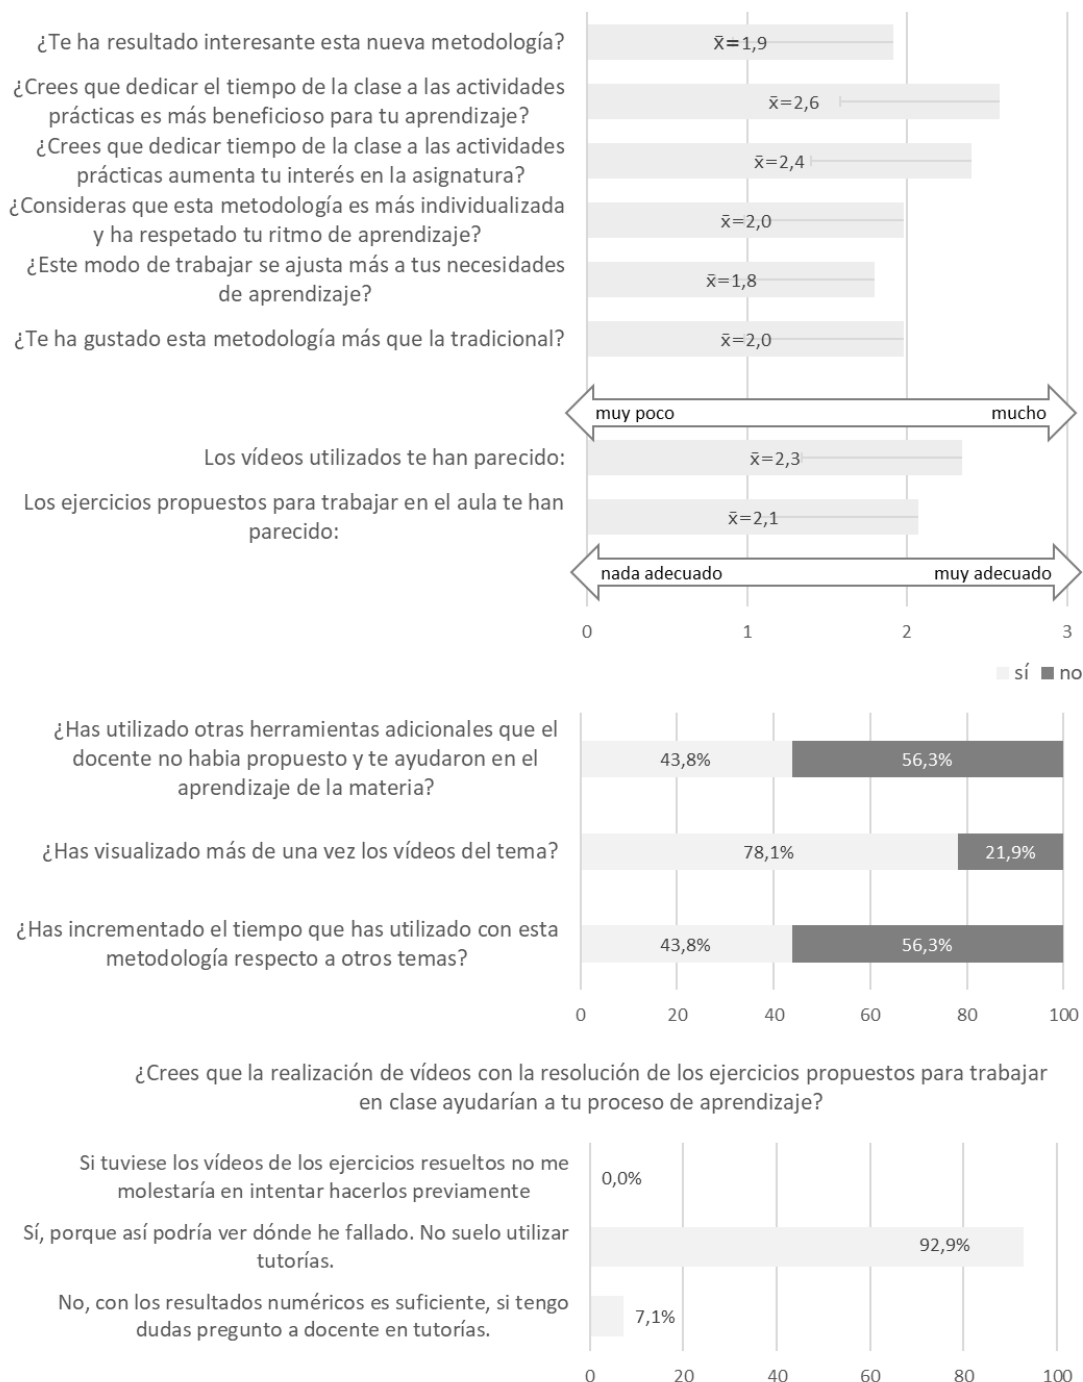 ¿Te ha resultado interesante esta nueva metodología?
x̄=1,9
¿Crees que dedicar el tiempo de la clase a las actividades
prácticas es más beneficioso para tu aprendizaje?
x̄=2,6
¿Crees que dedicar tiempo de la clase a las actividades
prácticas aumenta tu interés en la asignatura?
x̄=2,4
¿Consideras que esta metodología es más individualizada
y ha respetado tu ritmo de aprendizaje?
x̄=2,0
¿Este modo de trabajar se ajusta más a tus necesidades
de aprendizaje?
x̄=1,8
¿Te ha gustado esta metodología más que la tradicional?
x̄=2,0
muy poco mucho
Los vídeos utilizados te han parecido:
x̄=2,3
Los ejercicios propuestos para trabajar en el aula te han
parecido:
x̄=2,1
nada adecuado muy adecuado
0 1 2 3
sí no
¿Has utilizado otras herramientas adicionales que el
docente no habia propuesto y te ayudaron en el
aprendizaje de la materia?
43,8% 56,3%
¿Has visualizado más de una vez los vídeos del tema?
78,1% 21,9%
¿Has incrementado el tiempo que has utilizado con esta
metodología respecto a otros temas?
43,8% 56,3%
0 20 40 60 80 100
¿Crees que la realización de vídeos con la resolución de los ejercicios propuestos para trabajar
en clase ayudarían a tu proceso de aprendizaje?
Si tuviese los vídeos de los ejercicios resueltos no me
molestaría en intentar hacerlos previamente
0,0%
Sí, porque así podría ver dónde he fallado. No suelo utilizar
tutorías.
92,9%
No, con los resultados numéricos es suficiente, si tengo
dudas pregunto a docente en tutorías.
7,1%
0 20 40 60 80 100